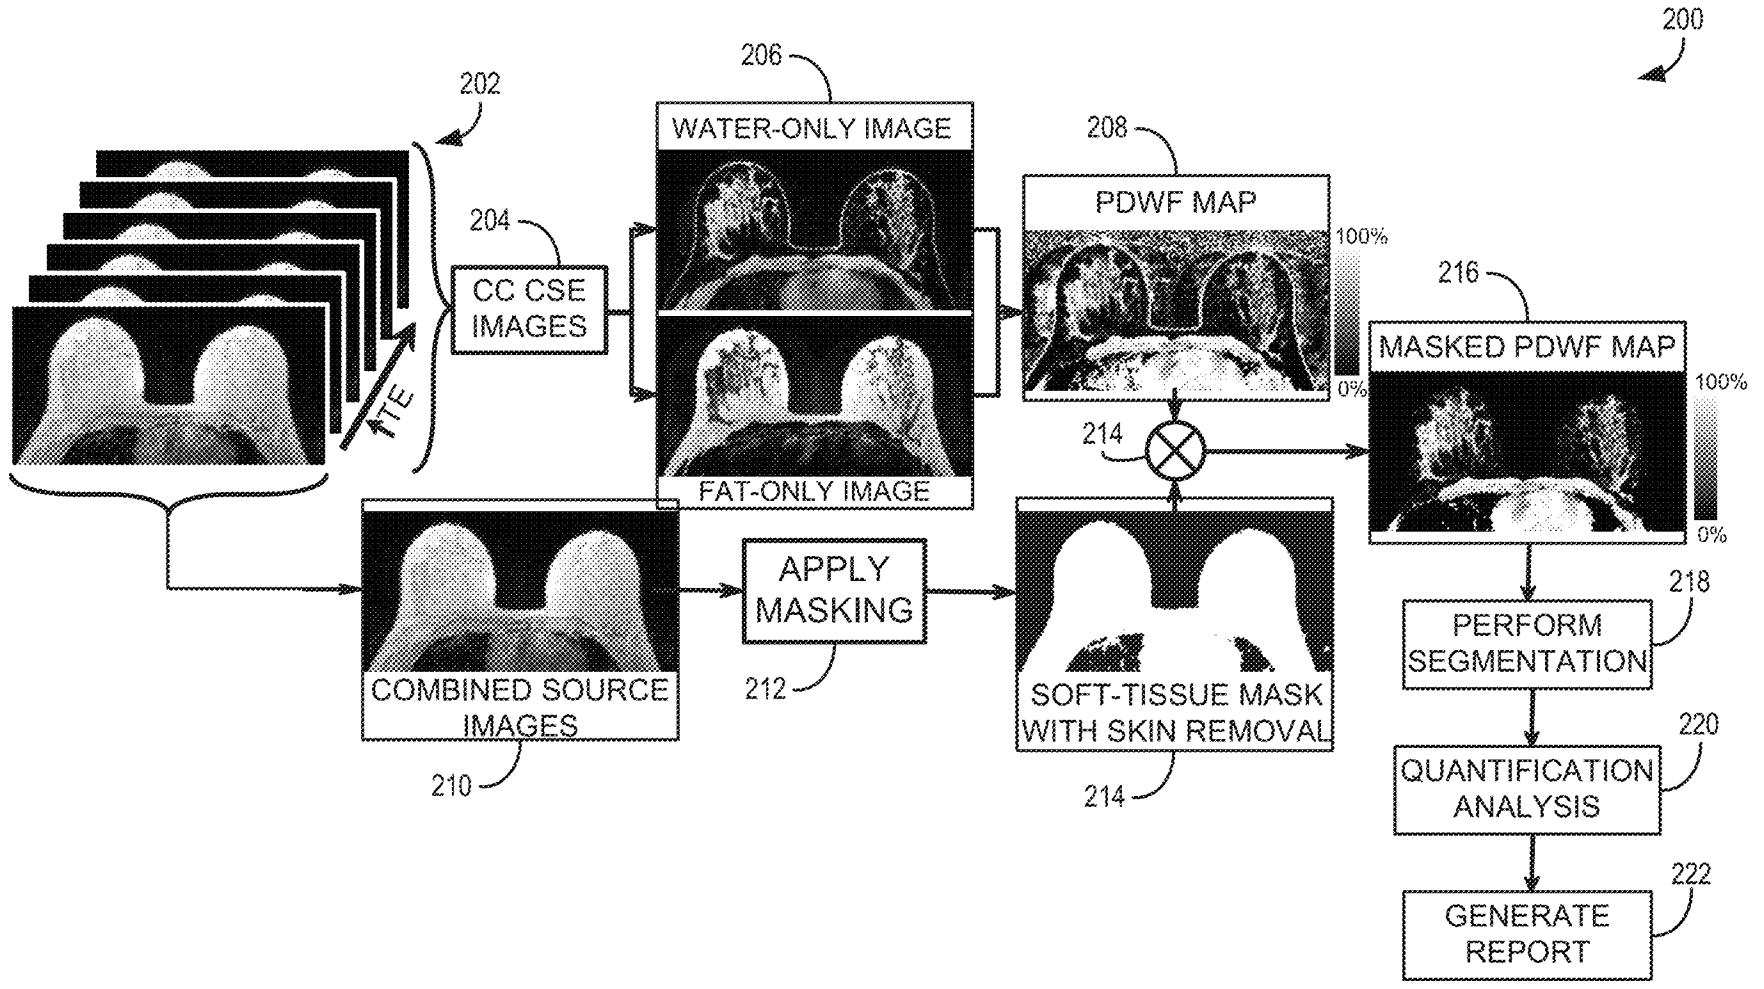 200
202
↑TE
204
CC CSE
IMAGES
206
WATER-ONLY IMAGE
FAT-ONLY IMAGE
208
PDWF MAP
100%
0%
214
216
MASKED PDWF MAP
100%
0%
COMBINED SOURCE
IMAGES
210
APPLY
MASKING
212
SOFT-TISSUE MASK
WITH SKIN REMOVAL
214
218
PERFORM
SEGMENTATION
220
QUANTIFICATION
ANALYSIS
222
GENERATE
REPORT